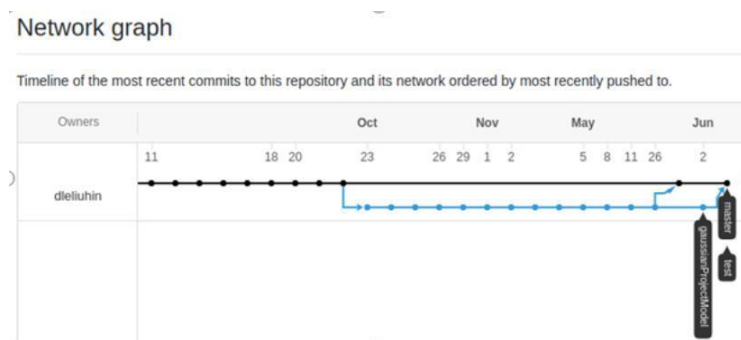 Network graph
Timeline of the most recent commits to this repository and its network ordered by most recently pushed to.
Owners Oct Nov May Jun
11 18 20 23 26 29 1 2 5 8 11 26 2
dleliuhin
master
test
gaussianProjectModel